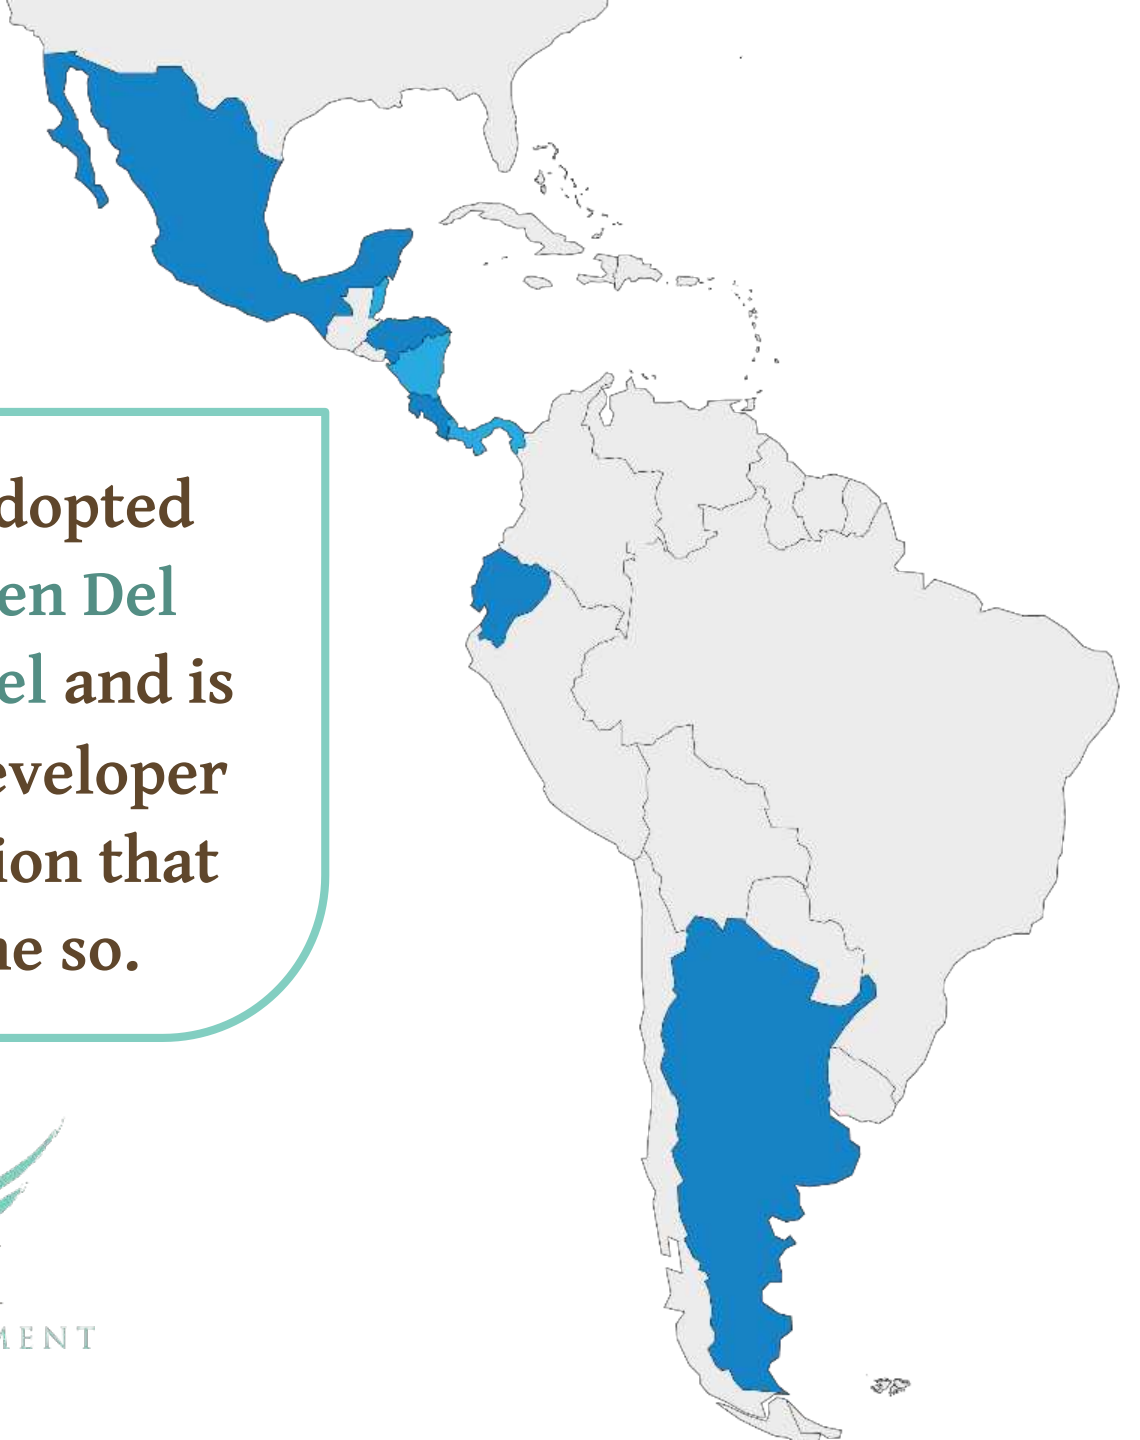 dopted
en Del
el and is
eveloper
ion that
ne so.
MENT